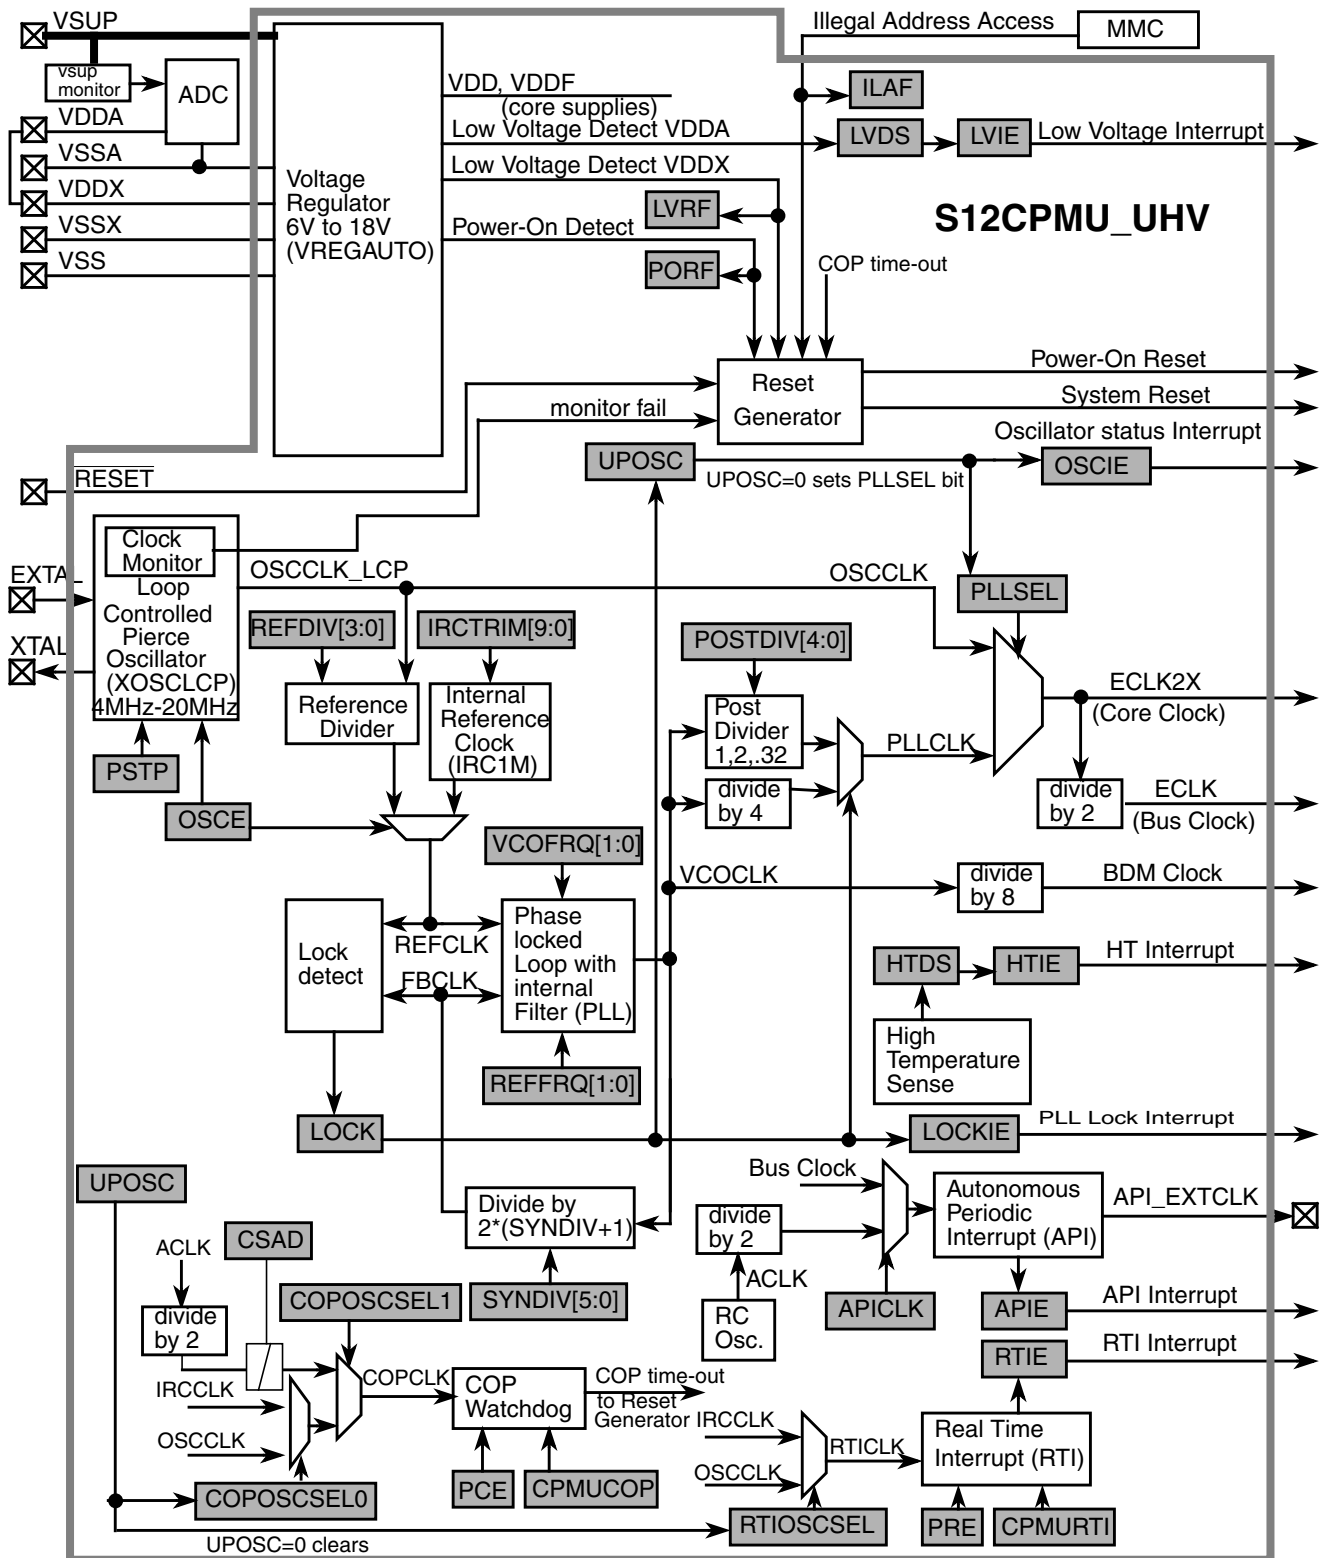 VSUP
Illegal Address Access
MMC
vsup
monitor
ADC
VDD, VDDF
(core supplies)
ILAF
VDDA
Low Voltage Detect VDDA
LVDS
LVIE
Low Voltage Interrupt
VSSA
Low Voltage Detect VDDX
VDDX
Voltage
Regulator
6V to 18V
(VREGAUTO)
LVRF
S12CPMU_UHV
VSSX
Power-On Detect
VSS
PORF
COP time-out
Reset
Generator
Power-On Reset
System Reset
monitor fail
Oscillator status Interrupt
UPOSC
OSCIE
UPOSC=0 sets PLLSEL bit
RESET
Clock
Monitor
EXTAL
OSCCLK_LCP
OSCCLK
Loop
Controlled
Pierce
Oscillator
(XOSCLCP)
4MHz-20MHz
XTAL
PLLSEL
REFDIV[3:0]
IRCTRIM[9:0]
POSTDIV[4:0]
Reference
Divider
Internal
Reference
Clock
(IRC1M)
Post
Divider
1,2,.32
PLLCLK
ECLK2X
(Core Clock)
PSTP
divide
by 4
divide
by 2
ECLK
(Bus Clock)
OSCE
VCOFRQ[1:0]
VCOCLK
divide
by 8
BDM Clock
Lock
detect
REFCLK
FBCLK
Phase
locked
Loop with
internal
Filter (PLL)
HTDS
HTIE
HT Interrupt
High
Temperature
Sense
REFFRQ[1:0]
LOCK
LOCKIE
PLL Lock Interrupt
UPOSC
Bus Clock
Divide by
2*(SYNDIV+1)
divide
by 2
Autonomous
Periodic
Interrupt (API)
API_EXTCLK
CSAD
ACLK
ACLK
COPOSCSEL1
SYNDIV[5:0]
RC
Osc.
APICLK
APIE
API Interrupt
divide
by 2
RTIE
RTI Interrupt
IRCCLK
COPCLK
COP
Watchdog
COP time-out
to Reset
Generator
IRCCLK
OSCCLK
RTICLK
Real Time
Interrupt (RTI)
OSCCLK
COPOSCSEL0
PCE
CPMUCOP
RTIOSCSEL
PRE
CPMURTI
UPOSC=0 clears